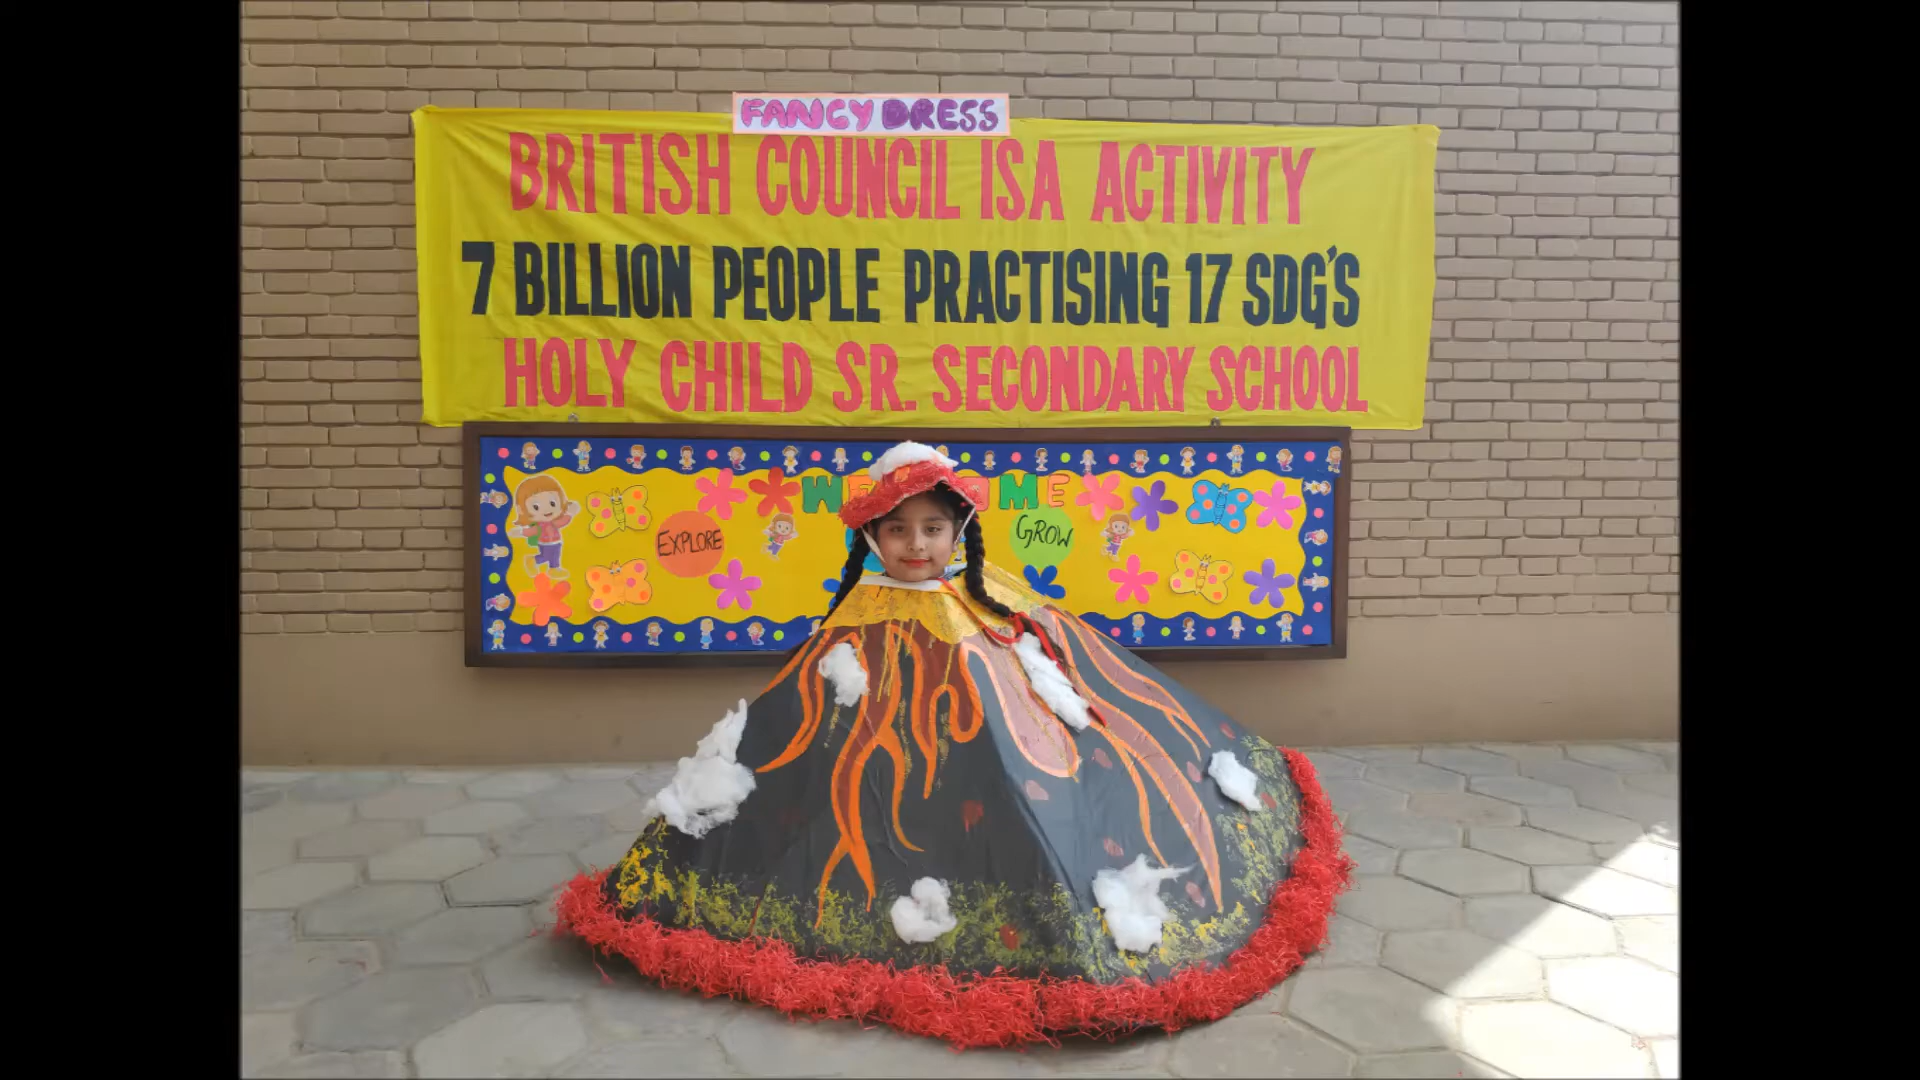 FANCY DRESS
BRITISH COUNCIL ISA ACTIVITY
7 BILLION PEOPLE PRACTISING 17 SDG'S
HOLY CHILD SR. SECONDARY SCHOOL
EXPLORE
GROW